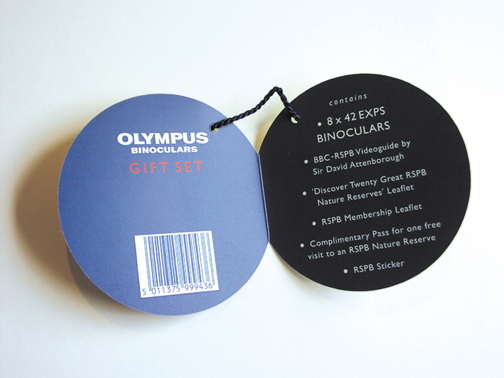 OLYMPUS
BINOCULARS
GIFT SET
5 011375 999436
contains
• 8 x 42 EXPS
BINOCULARS
• BBC-RSPB Videoguide by
Sir David Attenborough
• 'Discover Twenty Great RSPB
Nature Reserves' Leaflet
• RSPB Membership Leaflet
• Complimentary Pass for one free
visit to an RSPB Nature Reserve
• RSPB Sticker